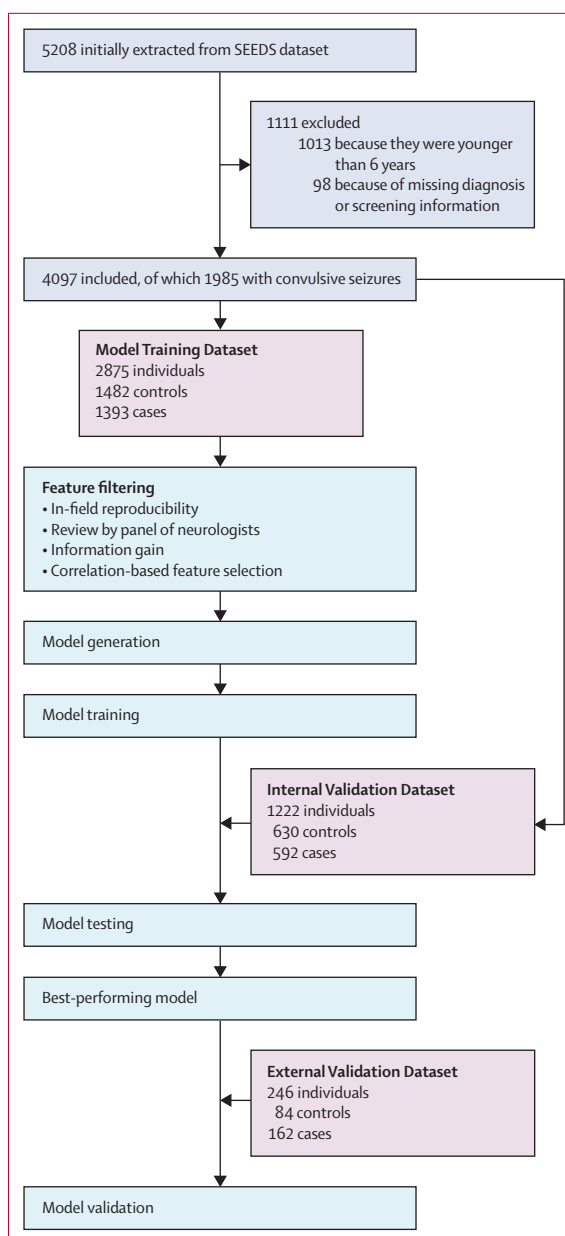 5208 initially extracted from SEEDS dataset
1111 excluded
1013 because they were younger
than 6 years
98 because of missing diagnosis
or screening information
4097 included, of which 1985 with convulsive seizures
Model Training Dataset
2875 individuals
1482 controls
1393 cases
Feature filtering
• In-field reproducibility
• Review by panel of neurologists
• Information gain
• Correlation-based feature selection
Model generation
Model training
Internal Validation Dataset
1222 individuals
630 controls
592 cases
Model testing
Best-performing model
External Validation Dataset
246 individuals
84 controls
162 cases
Model validation